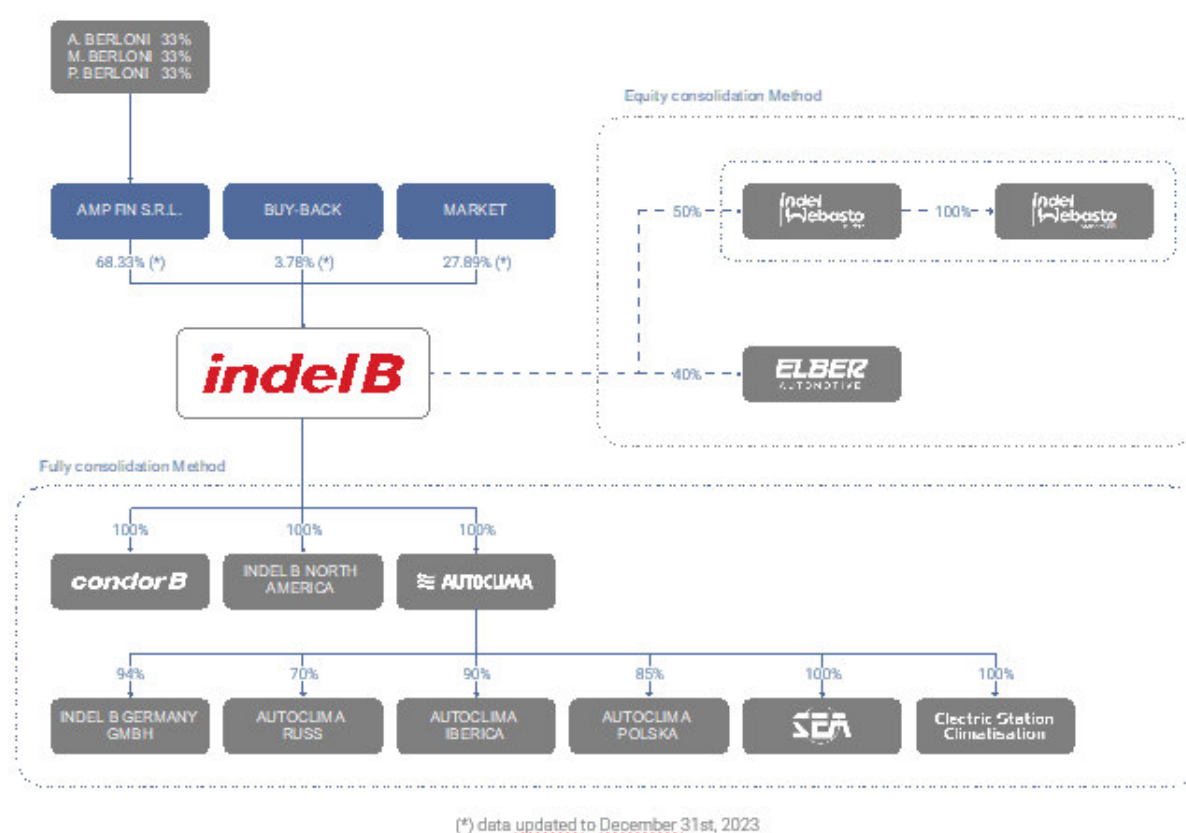 A. BERLONI 33%
M. BERLONI 33%
P. BERLONI 33%
Equity consolidation Method
AMP FIN S.R.L.
BUY-BACK
MARKET
50%
Indel
Webasto
100%
Indel
Webasto
68.33% (*)
3.78% (*)
27.89% (*)
indel B
40%
ELBER
AUTOMOTIVE
Fully consolidation Method
100%
100%
100%
condor B
INDEL B NORTH
AMERICA
AUTOCLIMA
94%
70%
90%
85%
100%
100%
INDEL B GERMANY
GMBH
AUTOCLIMA
RUSS
AUTOCLIMA
IBERICA
AUTOCLIMA
POLSKA
SEA
Electric Station
Climatisation
(*) data updated to December 31st, 2023